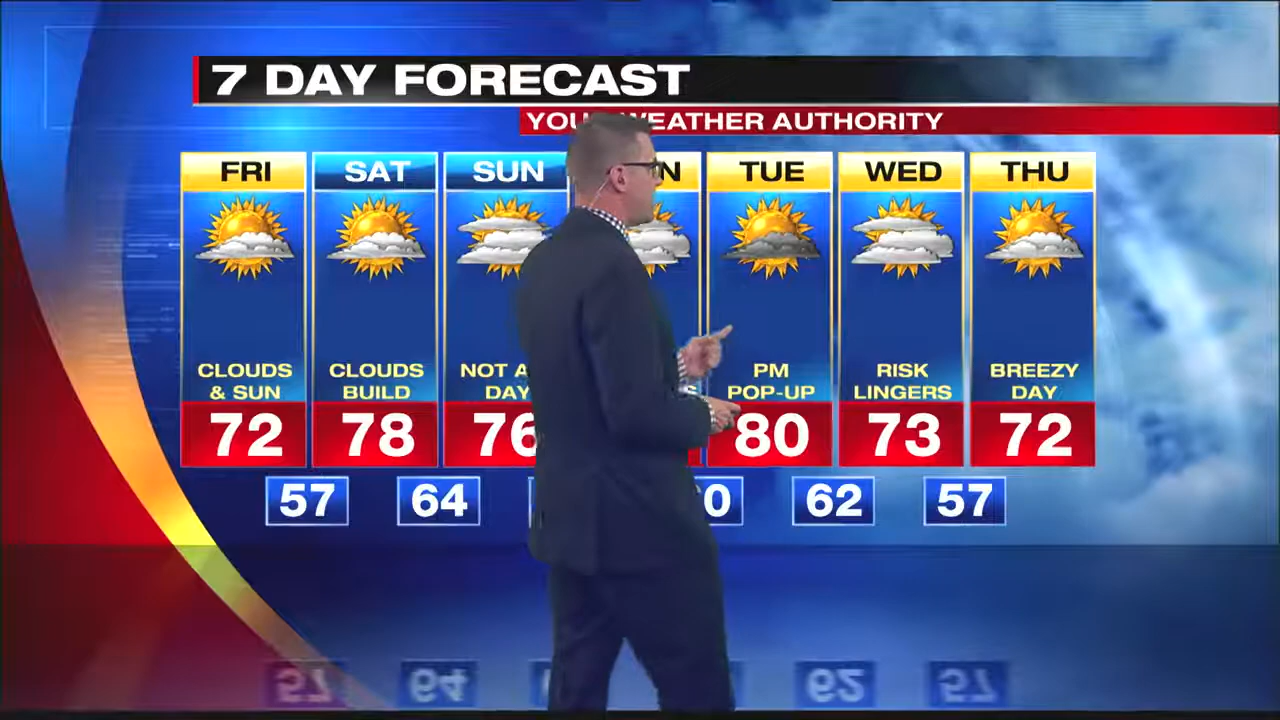 7 DAY FORECAST
WEATHER AUTHORITY
FRI SAT SUN TUE WED THU
CLOUDS & SUN
CLOUDS BUILD
NOT A DAY
PM POP-UP
RISK LINGERS
BREEZY DAY
72 78 76 80 73 72
57 64 62 57